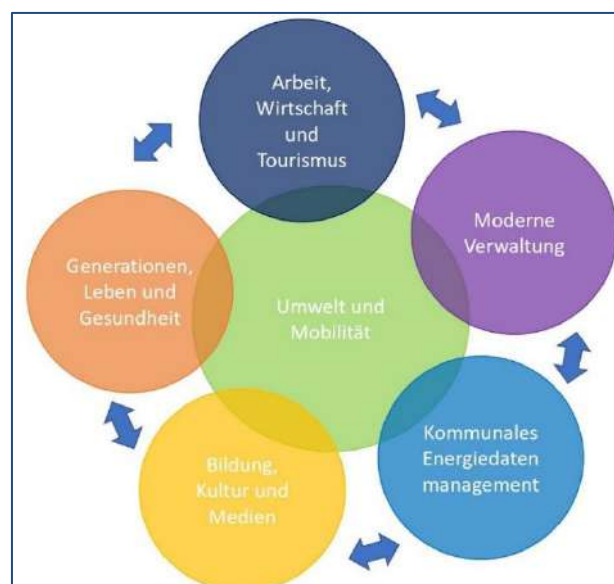 Arbeit,
Wirtschaft
und
Tourismus
Moderne
Verwaltung
Generationen,
Leben und
Gesundheit
Umwelt und
Mobilität
Kommunales
Energiedaten
management
Bildung,
Kultur und
Medien